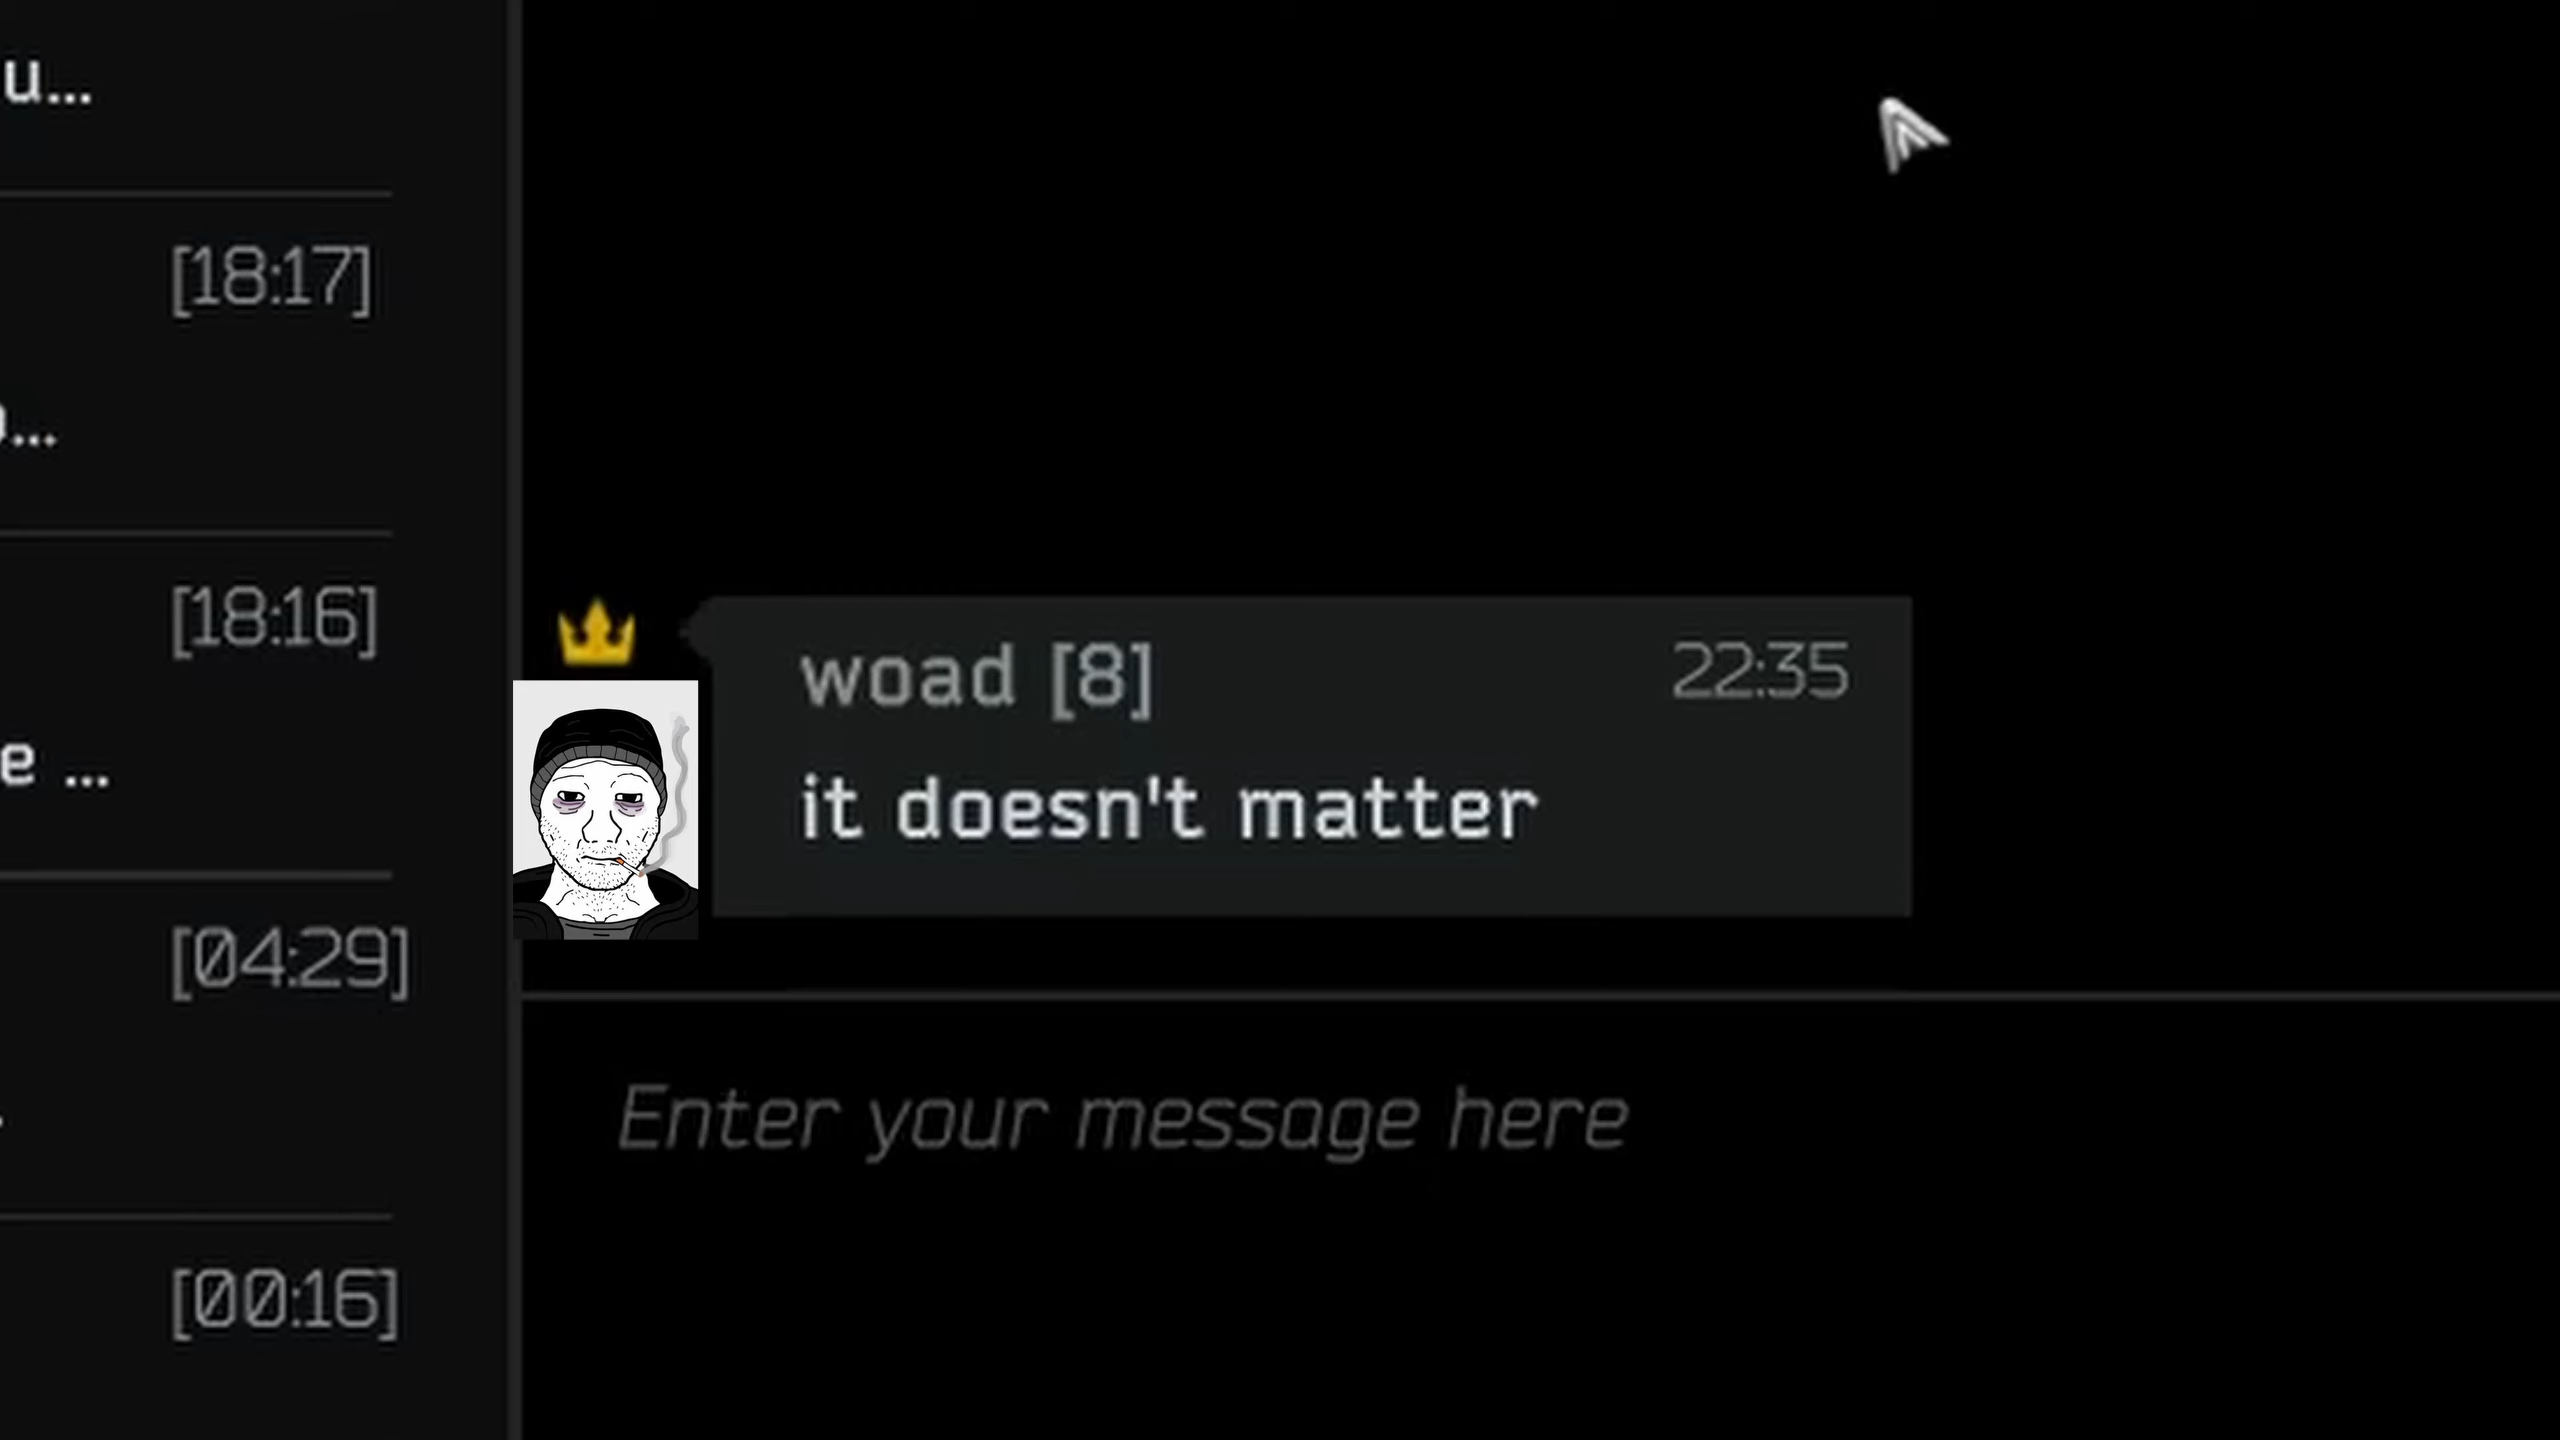 u...
[18:17]
...
[18:16]
e ...
[04:29]
[00:16]
woad [8]
22:35
it doesn't matter
Enter your message here